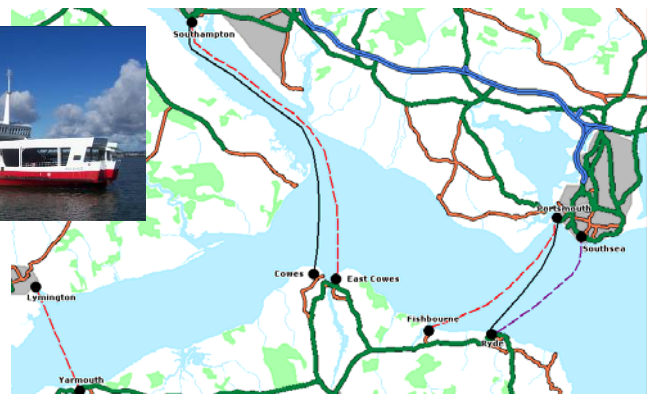 Southampton
Portsmouth
Southsea
Cowes
East Cowes
Lymington
Fishbourne
Ryde
Yarmouth